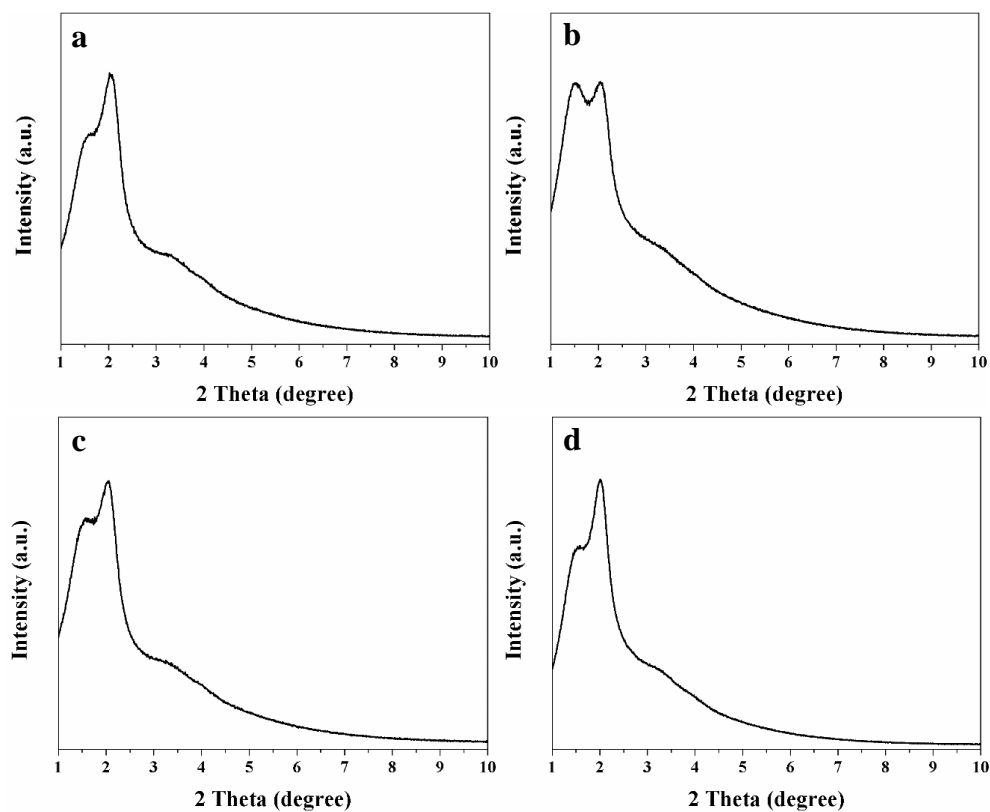 a
Intensity (a.u.)
1 2 3 4 5 6 7 8 9 10
2 Theta (degree)
b
Intensity (a.u.)
1 2 3 4 5 6 7 8 9 10
2 Theta (degree)
c
Intensity (a.u.)
1 2 3 4 5 6 7 8 9 10
2 Theta (degree)
d
Intensity (a.u.)
1 2 3 4 5 6 7 8 9 10
2 Theta (degree)